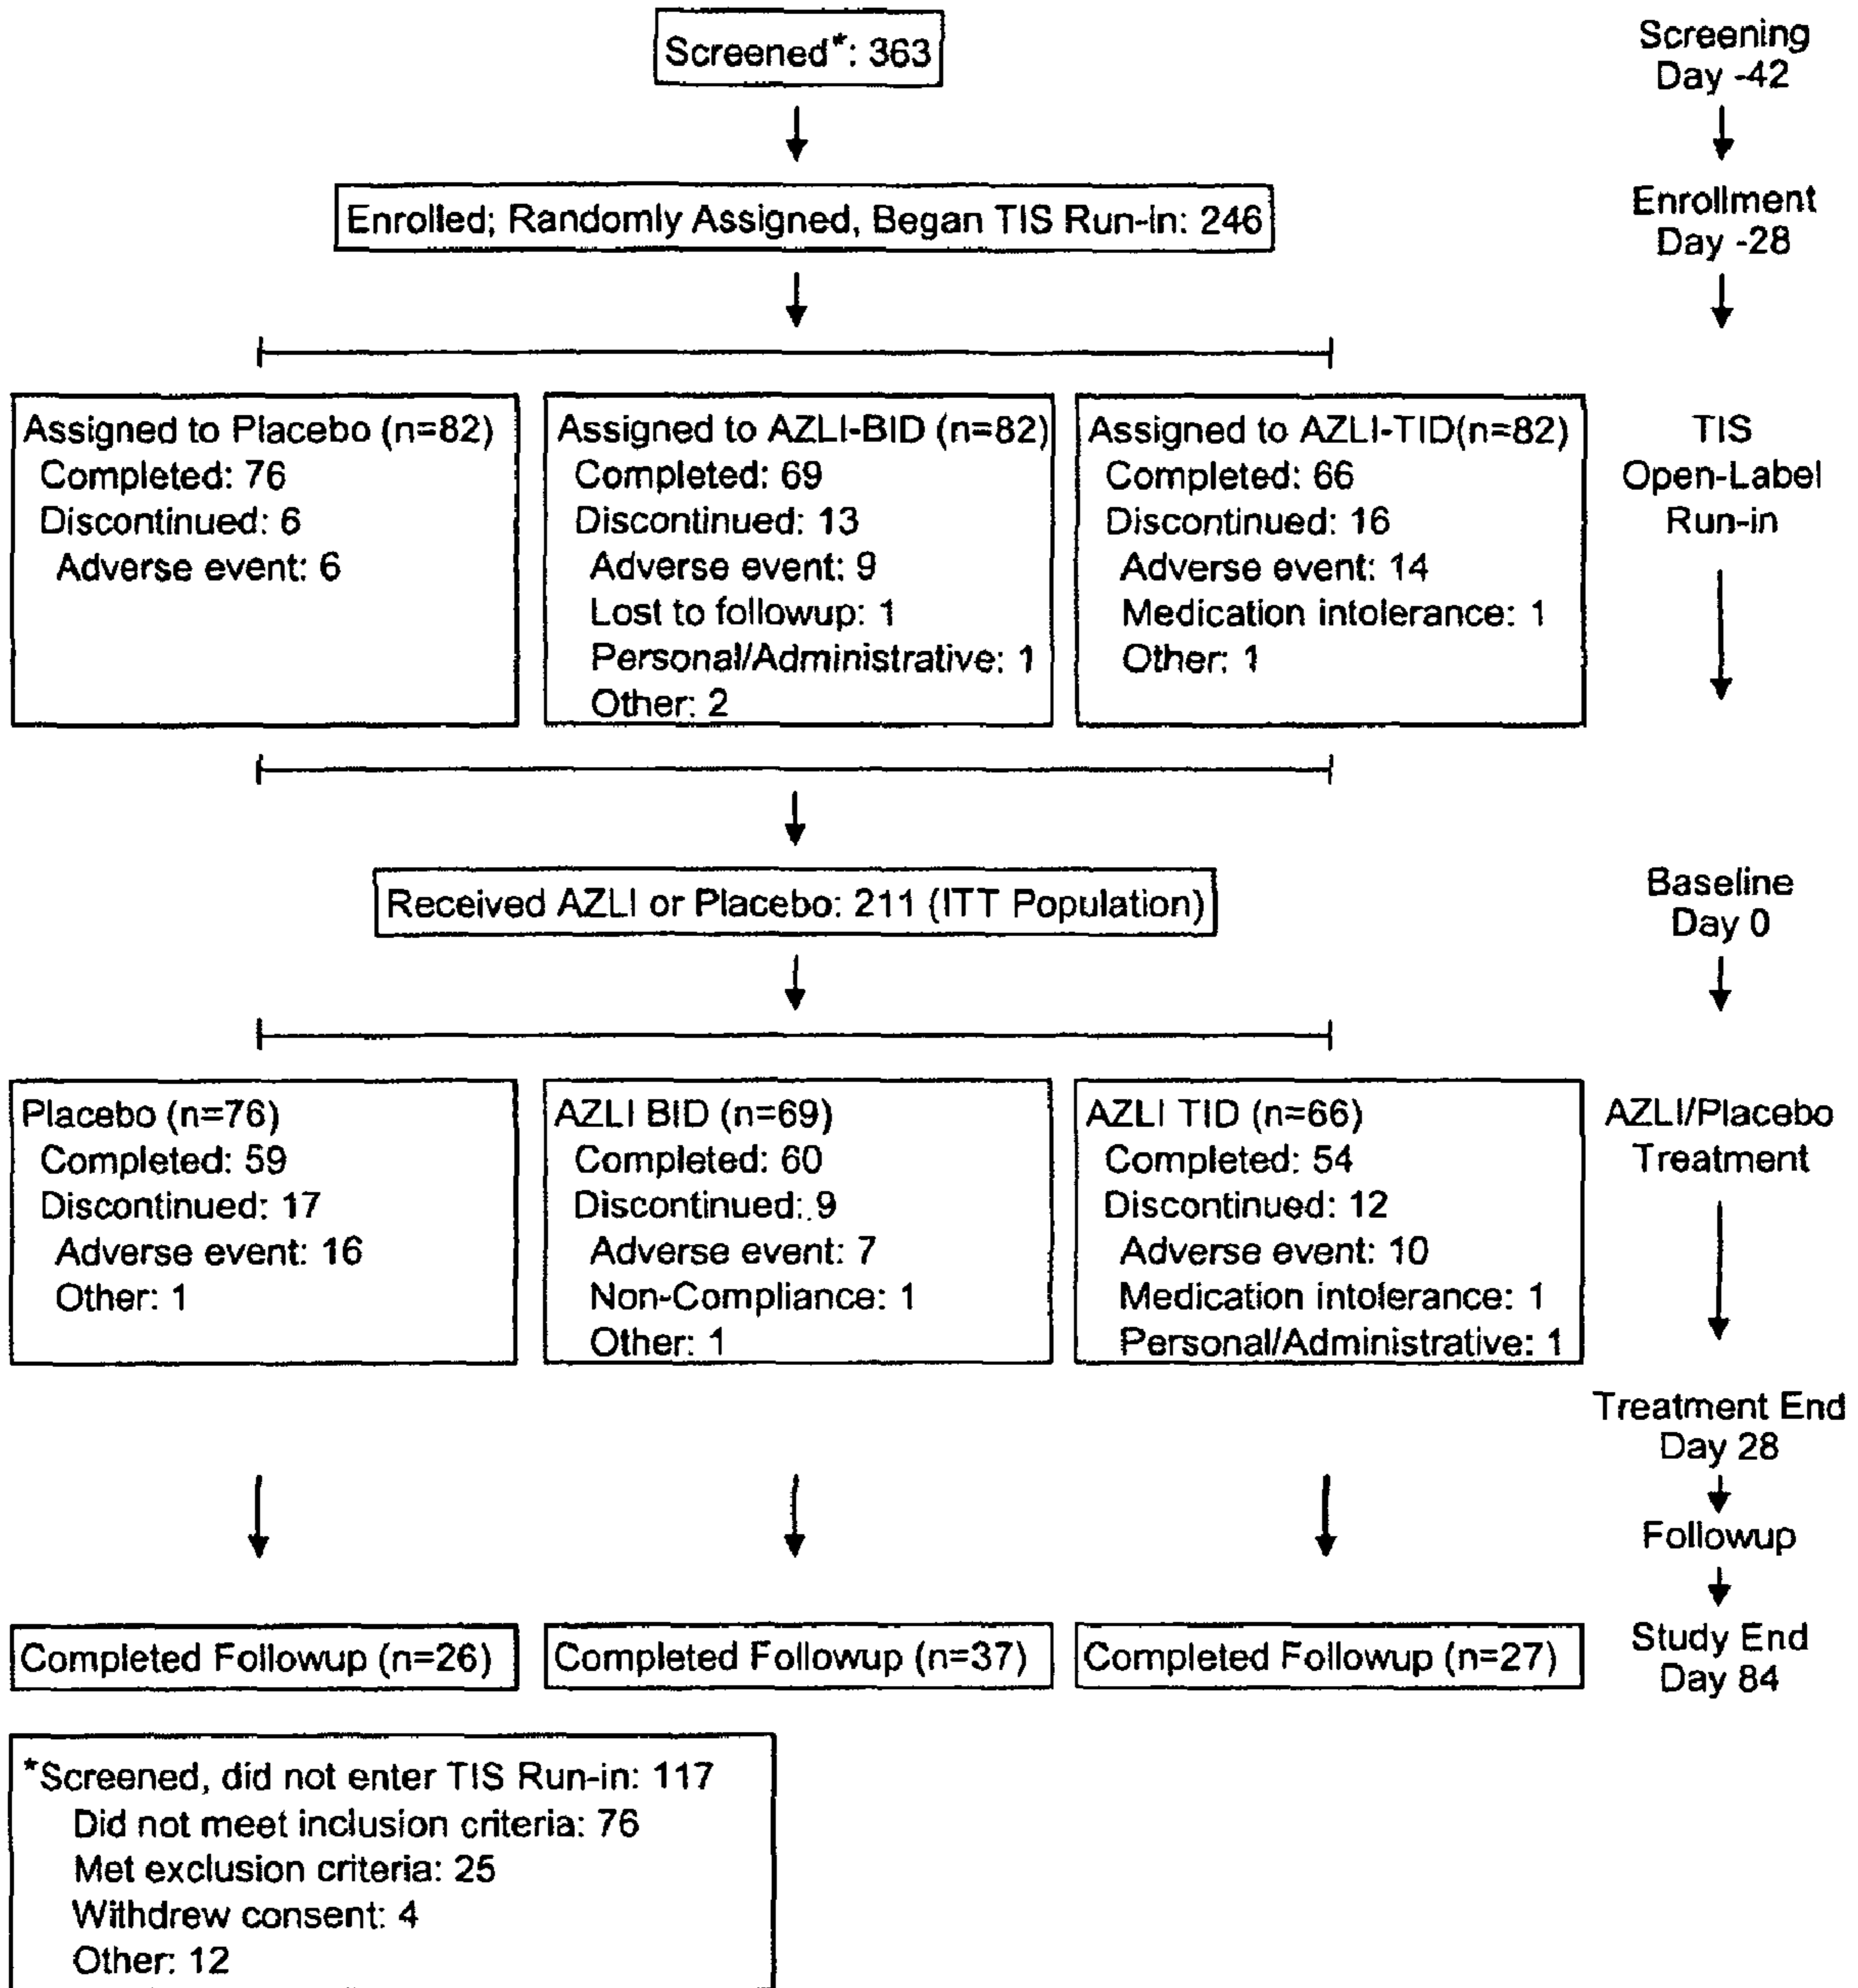 Screened*: 363
Screening
Day -42
Enrolled; Randomly Assigned, Began TIS Run-in: 246
Enrollment
Day -28
Assigned to Placebo (n=82)
Completed: 76
Discontinued: 6
Adverse event: 6
Assigned to AZLI-BID (n=82)
Completed: 69
Discontinued: 13
Adverse event: 9
Lost to followup: 1
Personal/Administrative: 1
Other: 2
Assigned to AZLI-TID(n=82)
Completed: 66
Discontinued: 16
Adverse event: 14
Medication intolerance: 1
Other: 1
TIS
Open-Label
Run-in
Received AZLI or Placebo: 211 (ITT Population)
Baseline
Day 0
Placebo (n=76)
Completed: 59
Discontinued: 17
Adverse event: 16
Other: 1
AZLI BID (n=69)
Completed: 60
Discontinued: 9
Adverse event: 7
Non-Compliance: 1
Other: 1
AZLI TID (n=66)
Completed: 54
Discontinued: 12
Adverse event: 10
Medication intolerance: 1
Personal/Administrative: 1
AZLI/Placebo
Treatment
Treatment End
Day 28
Followup
Completed Followup (n=26)
Completed Followup (n=37)
Completed Followup (n=27)
Study End
Day 84
*Screened, did not enter TIS Run-in: 117
Did not meet inclusion criteria: 76
Met exclusion criteria: 25
Withdrew consent: 4
Other: 12